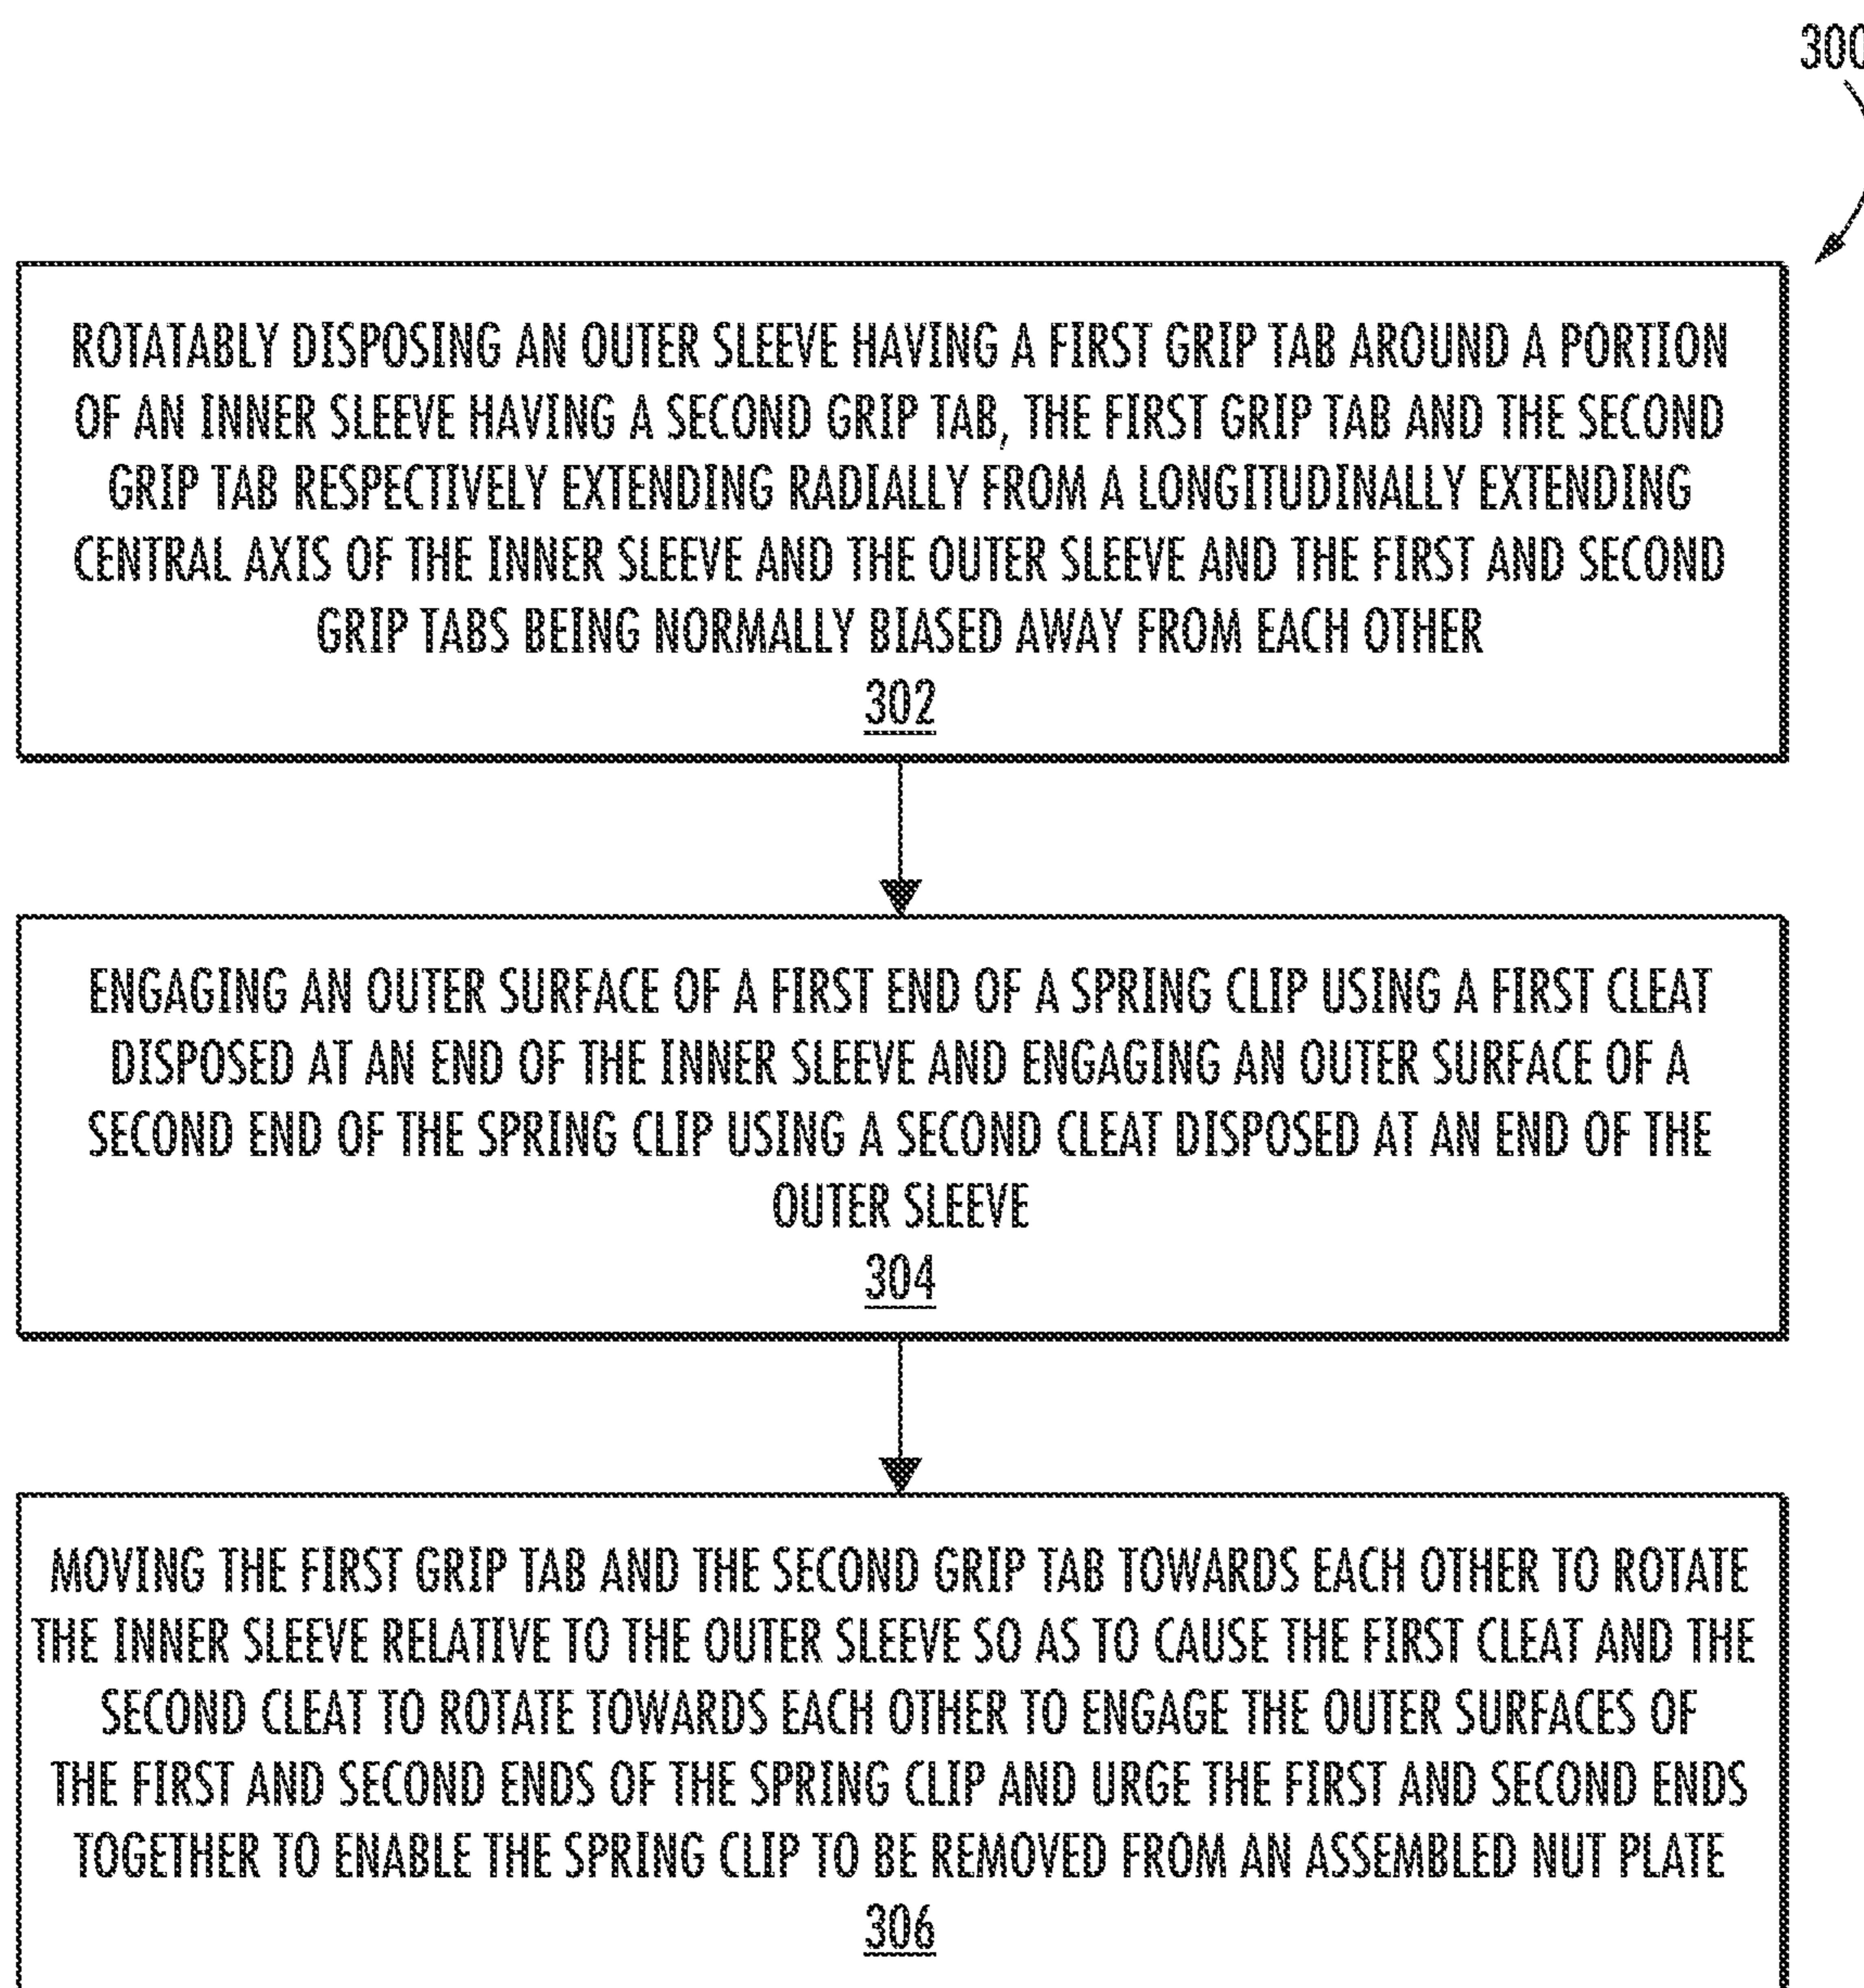 300
ROTATABLY DISPOSING AN OUTER SLEEVE HAVING A FIRST GRIP TAB AROUND A PORTION
OF AN INNER SLEEVE HAVING A SECOND GRIP TAB, THE FIRST GRIP TAB AND THE SECOND
GRIP TAB RESPECTIVELY EXTENDING RADIALLY FROM A LONGITUDINALLY EXTENDING
CENTRAL AXIS OF THE INNER SLEEVE AND THE OUTER SLEEVE AND THE FIRST AND SECOND
GRIP TABS BEING NORMALLY BIASED AWAY FROM EACH OTHER
302
ENGAGING AN OUTER SURFACE OF A FIRST END OF A SPRING CLIP USING A FIRST CLEAT
DISPOSED AT AN END OF THE INNER SLEEVE AND ENGAGING AN OUTER SURFACE OF A
SECOND END OF THE SPRING CLIP USING A SECOND CLEAT DISPOSED AT AN END OF THE
OUTER SLEEVE
304
MOVING THE FIRST GRIP TAB AND THE SECOND GRIP TAB TOWARDS EACH OTHER TO ROTATE
THE INNER SLEEVE RELATIVE TO THE OUTER SLEEVE SO AS TO CAUSE THE FIRST CLEAT AND THE
SECOND CLEAT TO ROTATE TOWARDS EACH OTHER TO ENGAGE THE OUTER SURFACES OF
THE FIRST AND SECOND ENDS OF THE SPRING CLIP AND URGE THE FIRST AND SECOND ENDS
TOGETHER TO ENABLE THE SPRING CLIP TO BE REMOVED FROM AN ASSEMBLED NUT PLATE
306